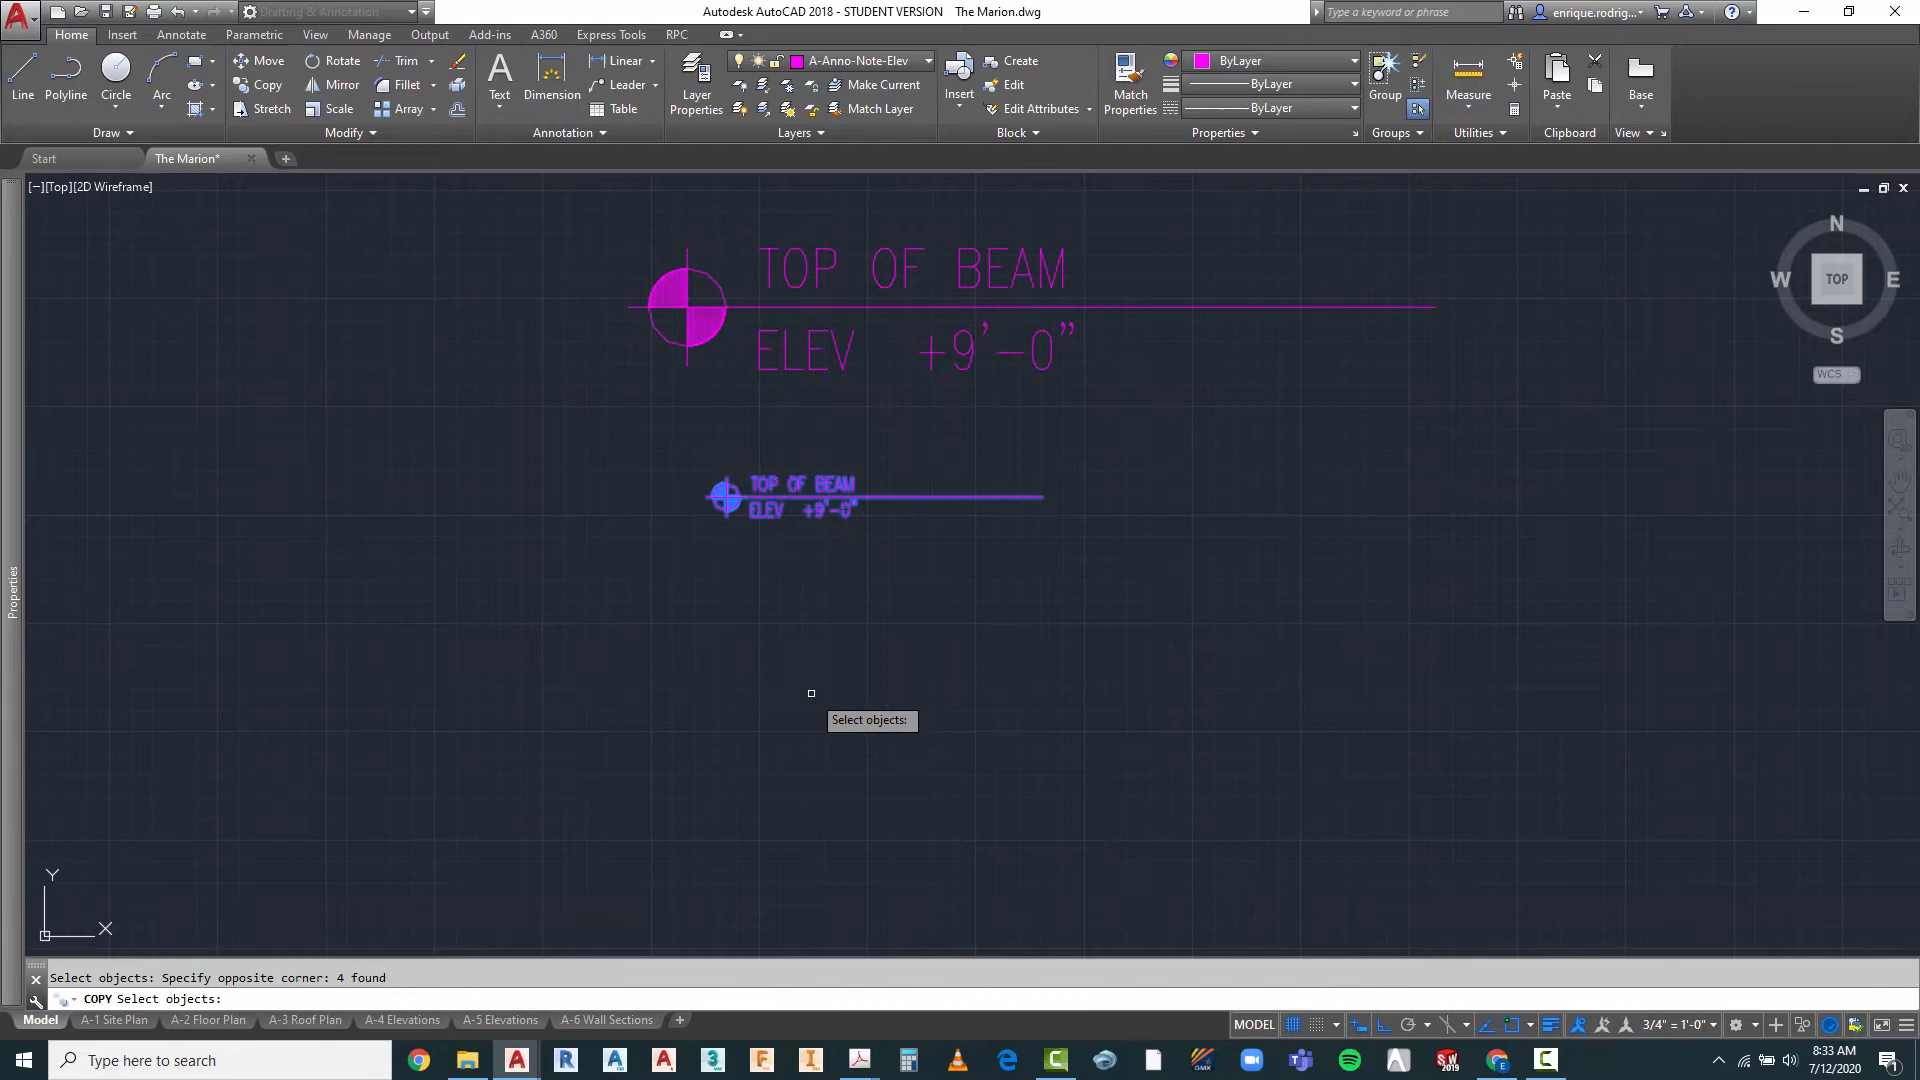 Drafting & Annotation
Autodesk AutoCAD 2018 - STUDENT VERSION The Marion.dwg
Type a keyword or phrase
enrique.rodrig...
Home Insert Annotate Parametric View Manage Output Add-ins A360 Express Tools RPC
Line Polyline Circle Arc
Draw
Move Rotate Trim
Copy Mirror Fillet
Stretch Scale Array
Modify
Text Dimension
Linear
Leader
Table
Annotation
Layer Properties
A-Anno-Note-Elev
Make Current
Match Layer
Layers
Insert
Create
Edit
Edit Attributes
Block
Match Properties
ByLayer
ByLayer
ByLayer
Properties
Group
Groups
Measure
Utilities
Paste
Clipboard
Base
View
Start The Marion*
[−][Top][2D Wireframe]
TOP OF BEAM
ELEV +9'-0"
TOP OF BEAM
ELEV +9'-0"
N
W TOP E
S
WCS
Properties
Select objects:
Y
X
Select objects: Specify opposite corner: 4 found
COPY Select objects:
Model A-1 Site Plan A-2 Floor Plan A-3 Roof Plan A-4 Elevations A-5 Elevations A-6 Wall Sections
MODEL 3/4" = 1'-0"
Type here to search
8:33 AM
7/12/2020